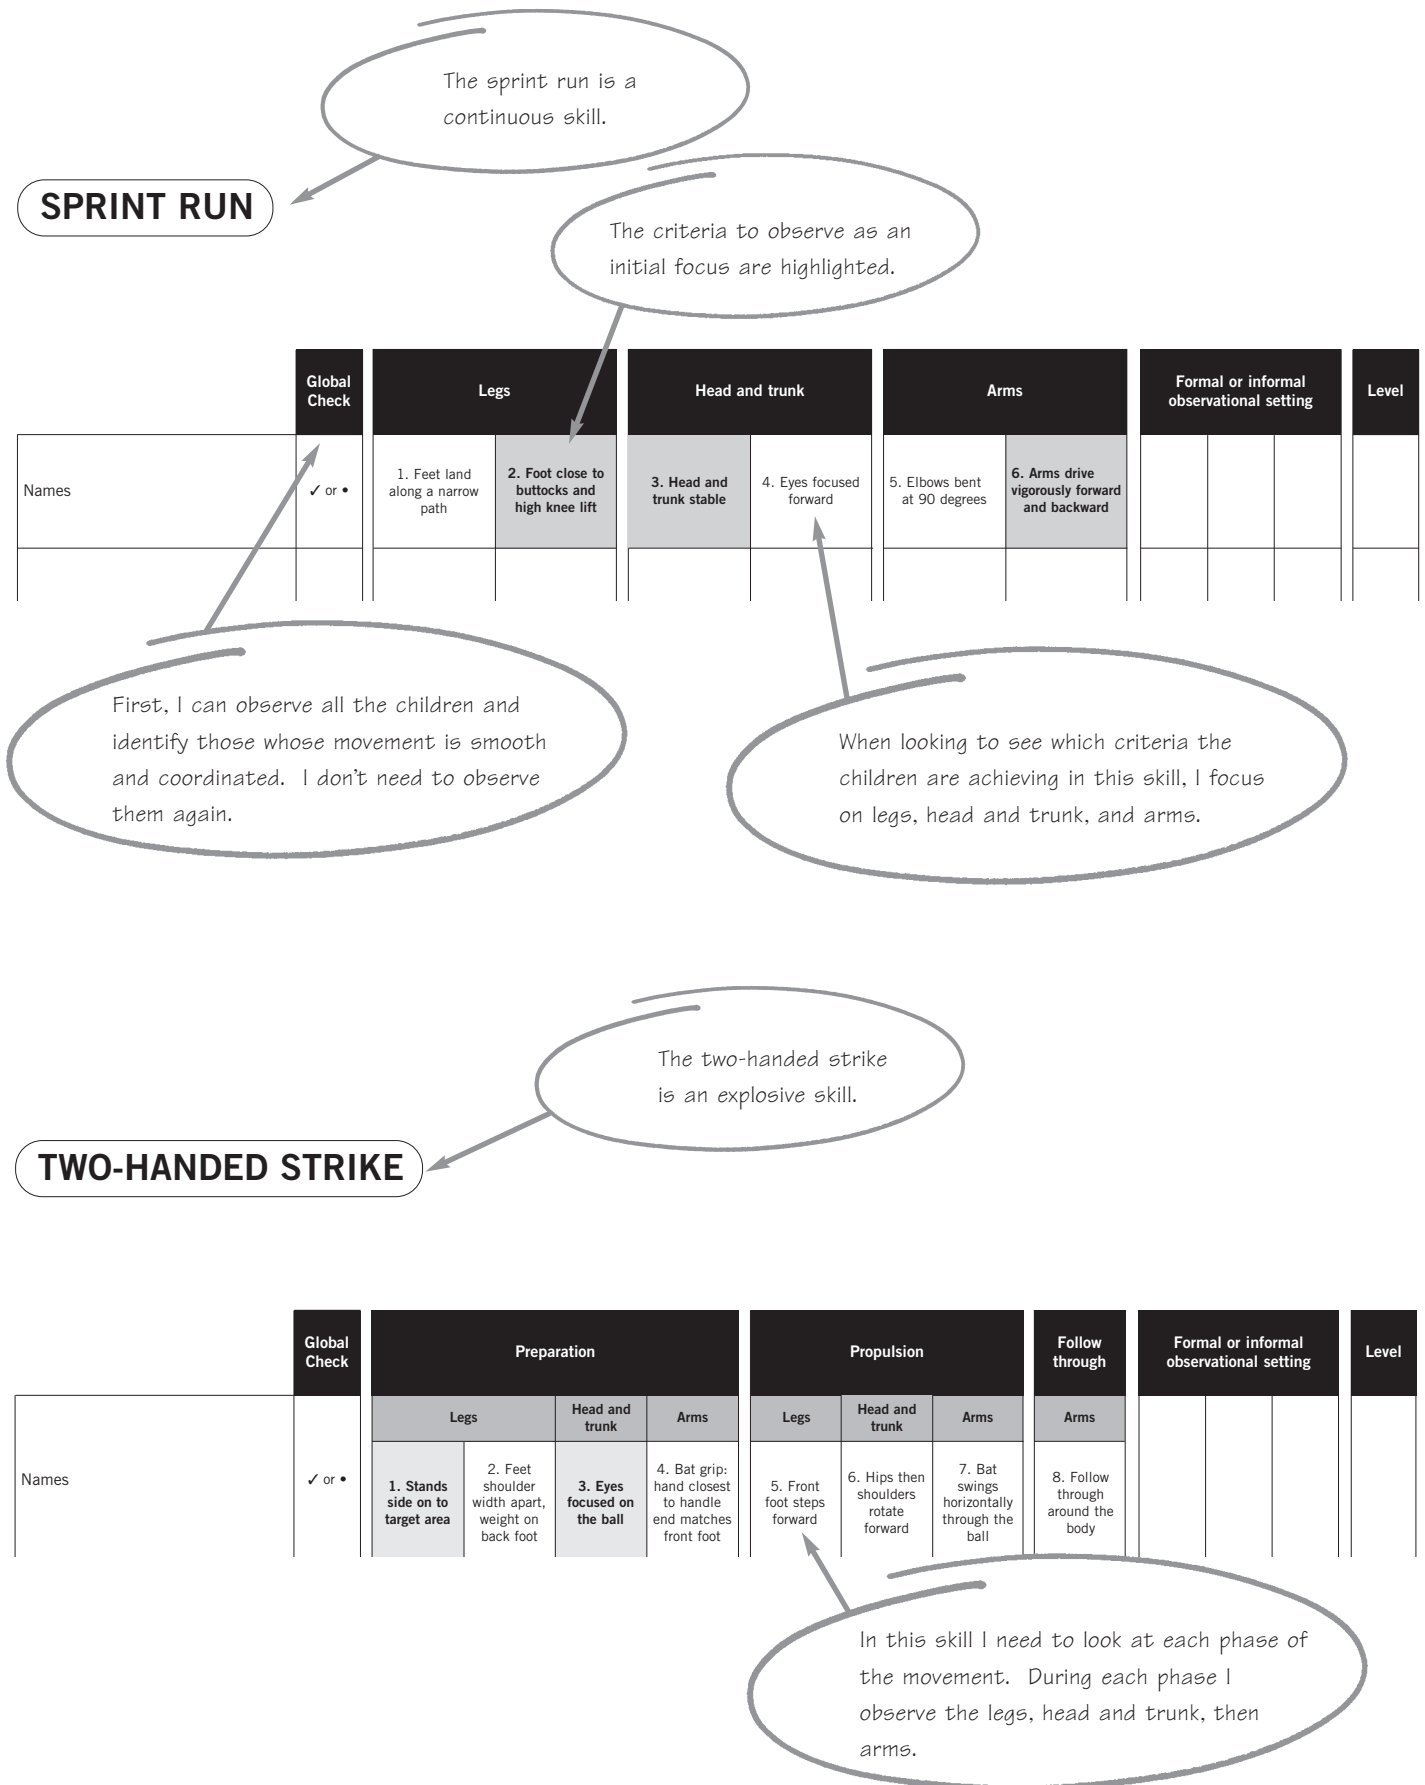 The sprint run is a
continuous skill.
SPRINT RUN
The criteria to observe as an
initial focus are highlighted.
Global
Check
Legs
Head and trunk
Arms
Formal or informal
observational setting
Level
Names
✓ or •
1. Feet land
along a narrow
path
2. Foot close to
buttocks and
high knee lift
3. Head and
trunk stable
4. Eyes focused
forward
5. Elbows bent
at 90 degrees
6. Arms drive
vigorously forward
and backward
First, I can observe all the children and
identify those whose movement is smooth
and coordinated. I don't need to observe
them again.
When looking to see which criteria the
children are achieving in this skill, I focus
on legs, head and trunk, and arms.
The two-handed strike
is an explosive skill.
TWO-HANDED STRIKE
Global
Check
Preparation
Propulsion
Follow
through
Formal or informal
observational setting
Level
Legs
Head and
trunk
Arms
Legs
Head and
trunk
Arms
Arms
Names
✓ or •
1. Stands
side on to
target area
2. Feet
shoulder
width apart,
weight on
back foot
3. Eyes
focused on
the ball
4. Bat grip:
hand closest
to handle
end matches
front foot
5. Front
foot steps
forward
6. Hips then
shoulders
rotate
forward
7. Bat
swings
horizontally
through the
ball
8. Follow
through
around the
body
In this skill I need to look at each phase of
the movement. During each phase I
observe the legs, head and trunk, then
arms.